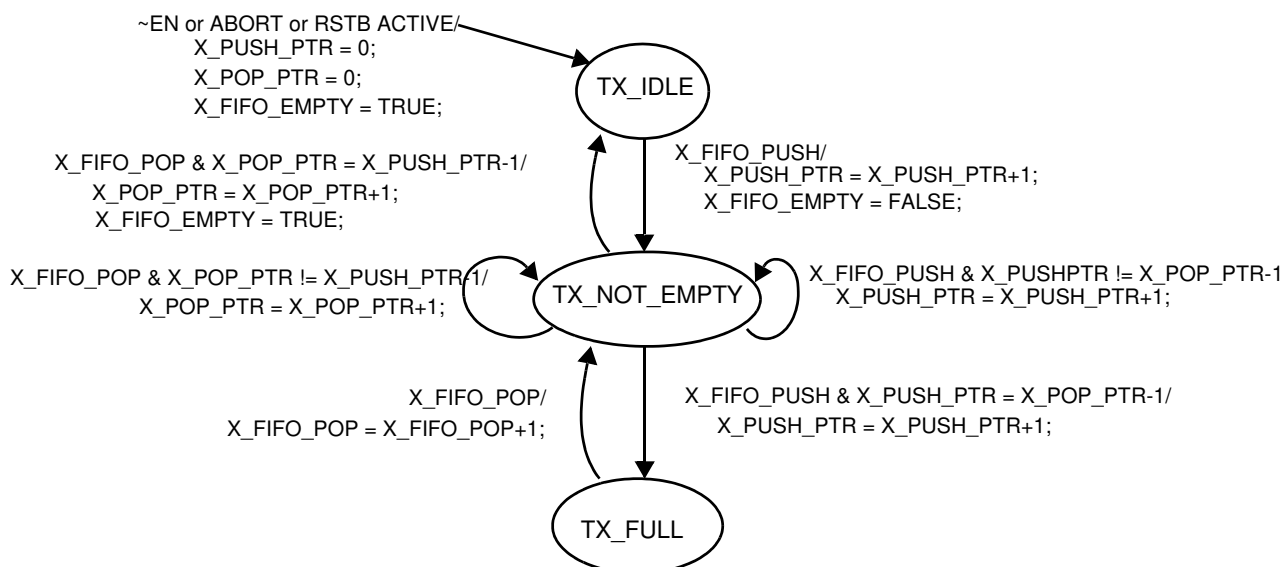 ~EN or ABORT or RSTB ACTIVE/
X_PUSH_PTR = 0;
X_POP_PTR = 0;
X_FIFO_EMPTY = TRUE;
TX_IDLE
X_FIFO_POP & X_POP_PTR = X_PUSH_PTR-1/
X_POP_PTR = X_POP_PTR+1;
X_FIFO_EMPTY = TRUE;
X_FIFO_PUSH/
X_PUSH_PTR = X_PUSH_PTR+1;
X_FIFO_EMPTY = FALSE;
X_FIFO_POP & X_POP_PTR != X_PUSH_PTR-1/
X_POP_PTR = X_POP_PTR+1;
TX_NOT_EMPTY
X_FIFO_PUSH & X_PUSHPTR != X_POP_PTR-1
X_PUSH_PTR = X_PUSH_PTR+1;
X_FIFO_POP/
X_FIFO_POP = X_FIFO_POP+1;
X_FIFO_PUSH & X_PUSH_PTR = X_POP_PTR-1/
X_PUSH_PTR = X_PUSH_PTR+1;
TX_FULL